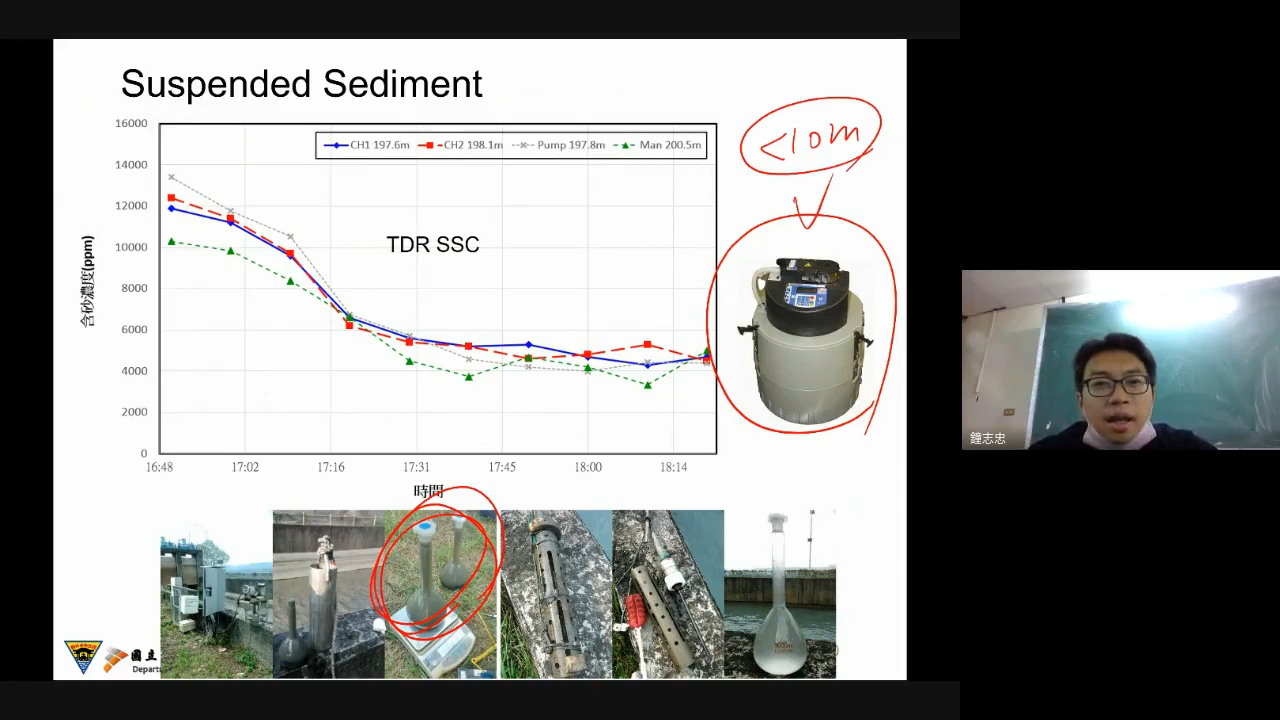 Suspended Sediment
<10m
16000
14000
12000
10000
8000
6000
4000
2000
0
CH1 197.6m
CH2 198.1m
Pump 197.8m
Man 200.5m
TDR SSC
含砂濃度(ppm)
16:48
17:02
17:16
17:31
17:45
18:00
18:14
時間
鐘志忠
國立
Depart